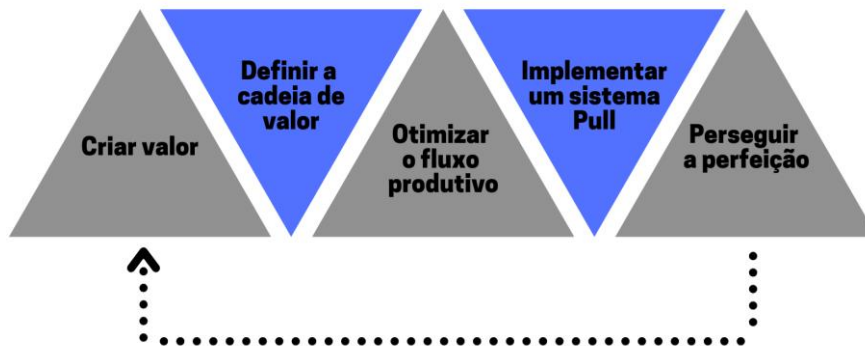 Criar valor
Definir a
cadeia de
valor
Otimizar
o fluxo
produtivo
Implementar
um sistema
Pull
Perseguir
a perfeição